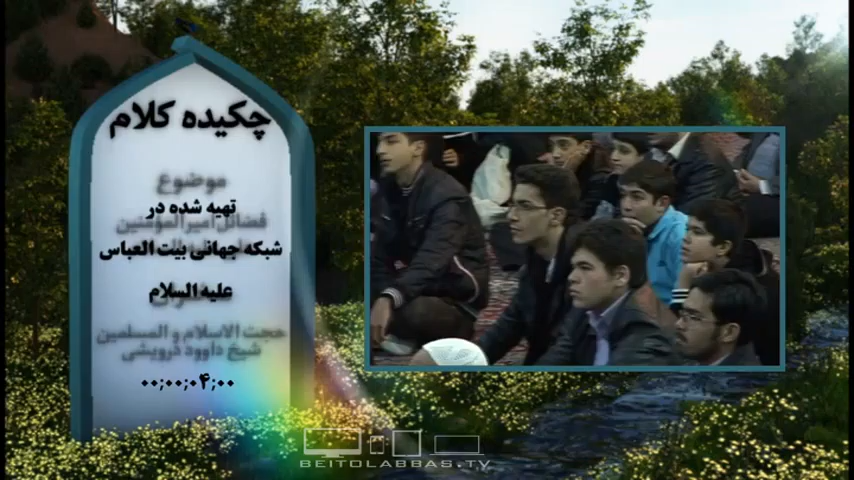 چکیده کلام
موضوع
تهیه شده در
فضائل امیرالمؤمنین
شبکه جهانی بیت العباس
علیه السلام
حجت الاسلام و المسلمین
شیخ داوود درویشی
۰۰;۰۰;۰۴;۰۰
BEITOLABBAS.TV